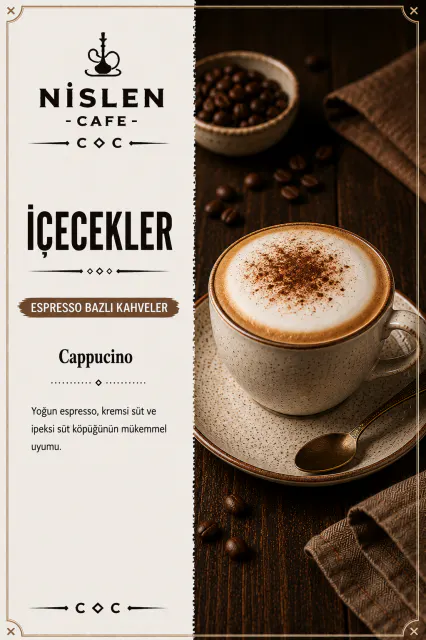 NİSLEN
- CAFE -
C ◇ C
İÇECEKLER
ESPRESSO BAZLI KAHVELER
Cappucino
Yoğun espresso, kremsi süt ve
ipeksi süt köpüğünün mükemmel
uyumu.
C ◇ C